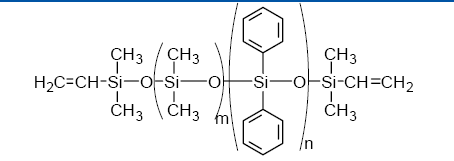 CH₃ CH₃ CH₃
H₂C=CH-Si-O-(Si-O)-Si-O-Si-CH=CH₂
CH₃ CH₃ CH₃
m
n